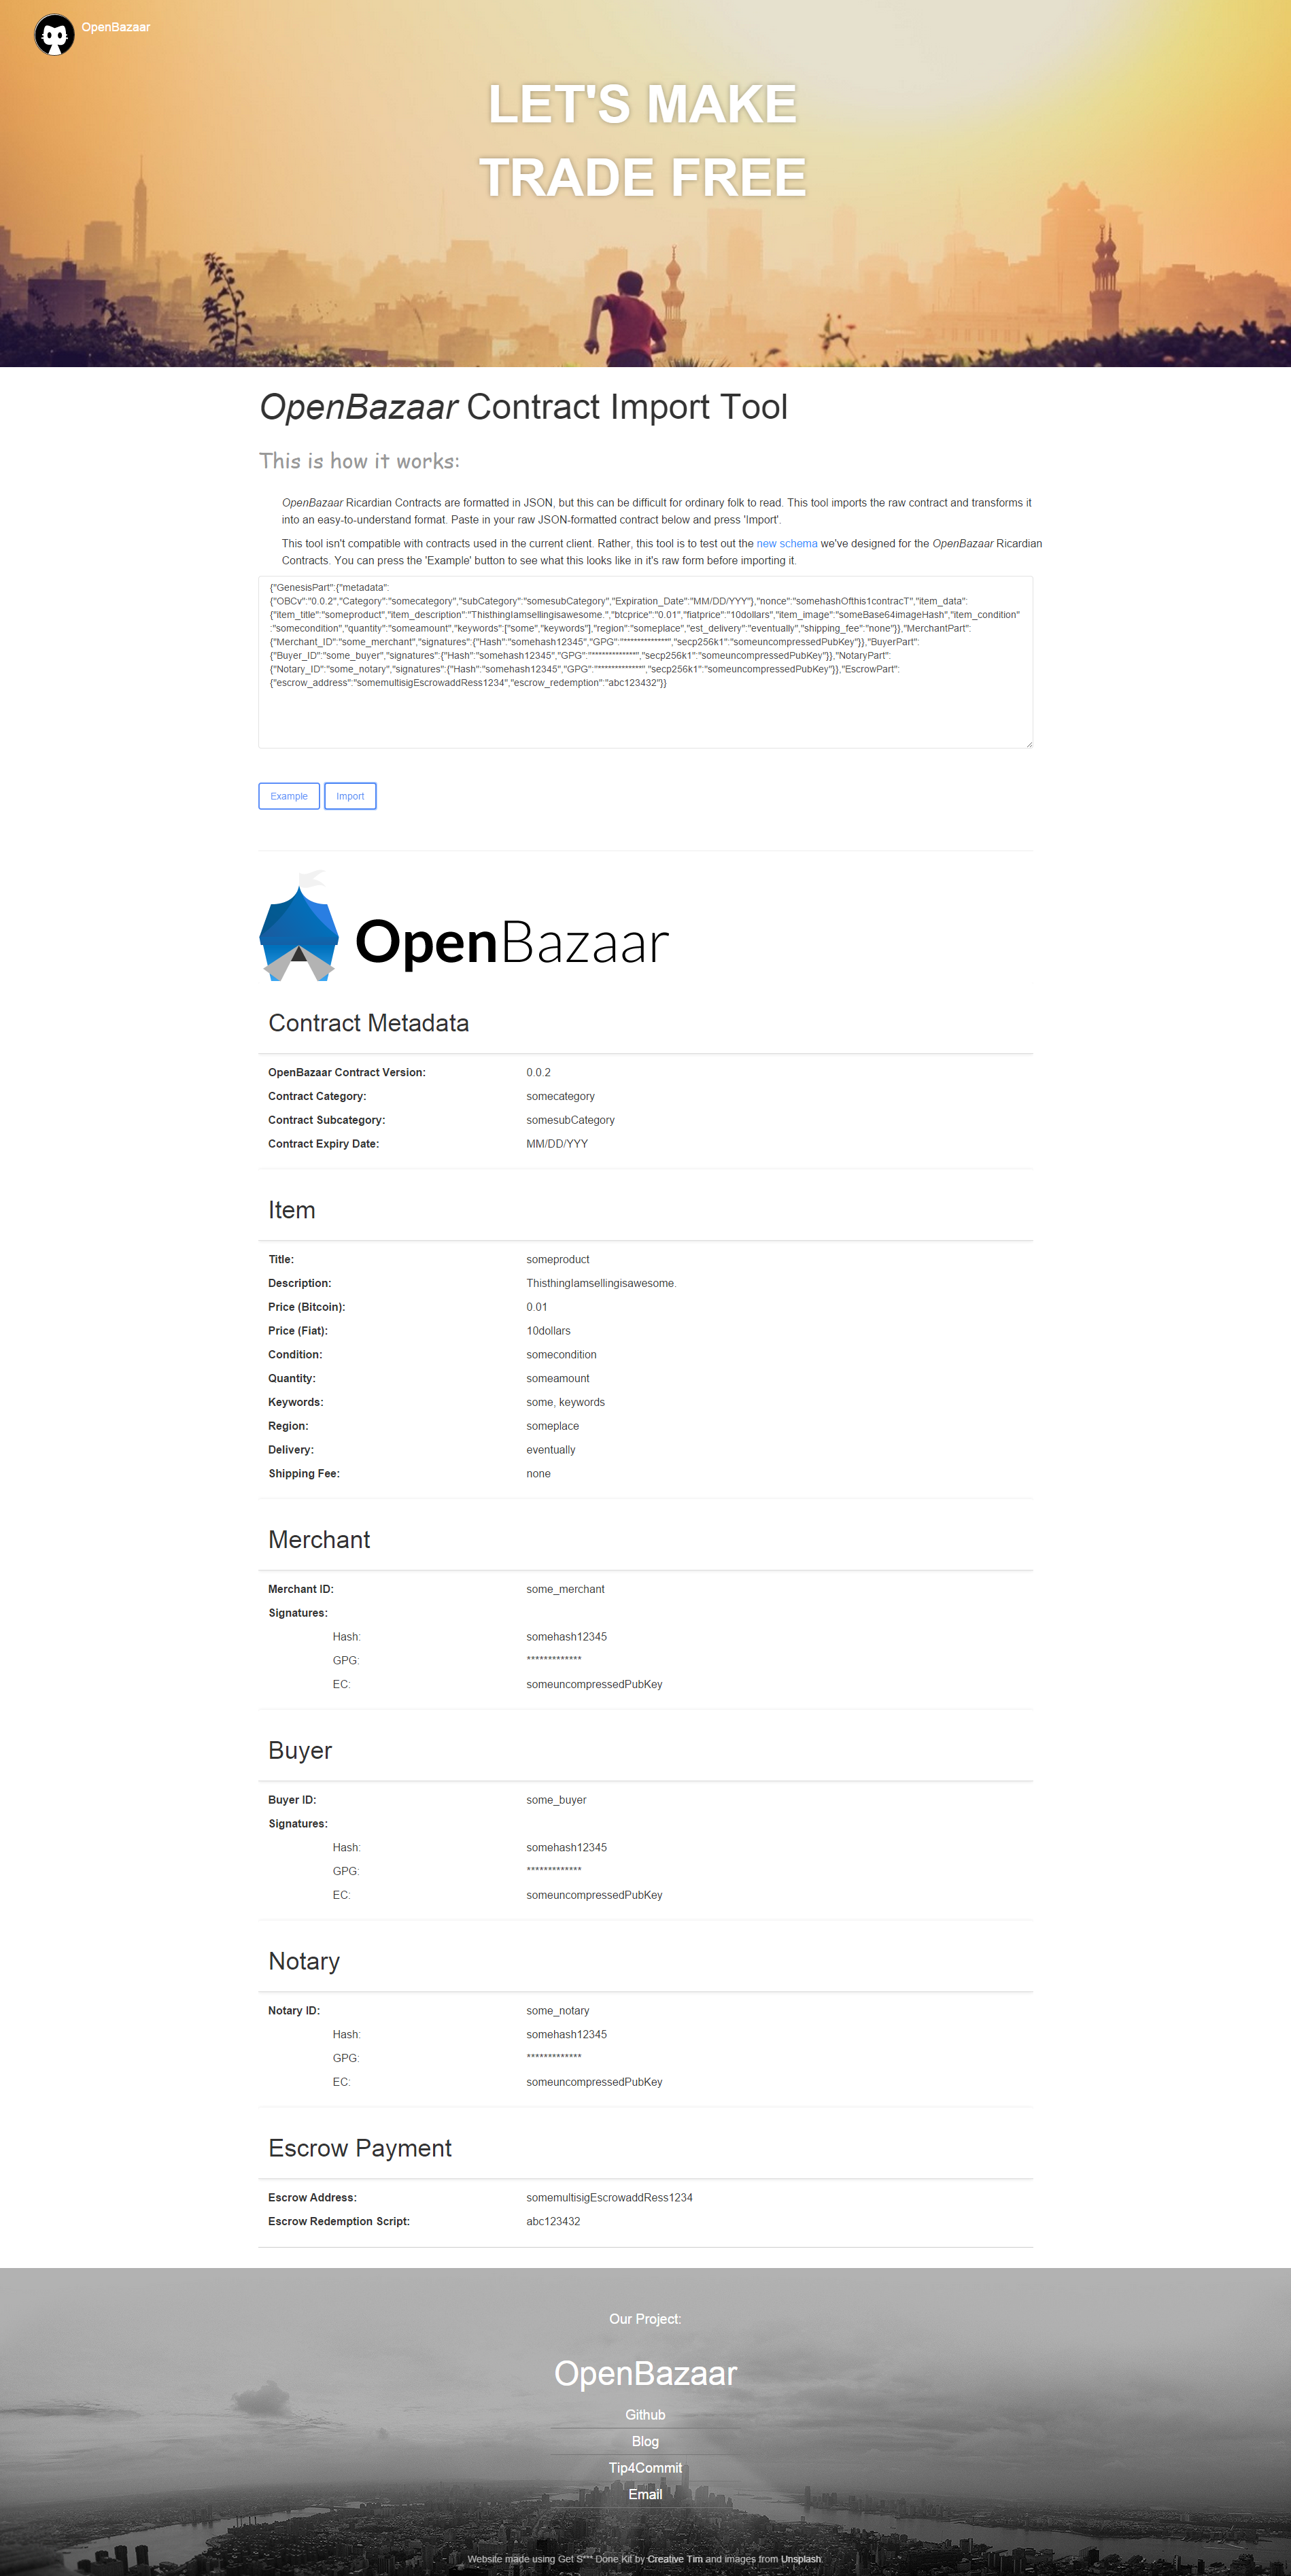 OpenBazaar
LET'S MAKE
TRADE FREE
OpenBazaar Contract Import Tool
This is how it works:
OpenBazaar Ricardian Contracts are formatted in JSON, but this can be difficult for ordinary folk to read. This tool imports the raw contract and transforms it
into an easy-to-understand format. Paste in your raw JSON-formatted contract below and press 'Import'.
This tool isn't compatible with contracts used in the current client. Rather, this tool is to test out the new schema we've designed for the OpenBazaar Ricardian
Contracts. You can press the 'Example' button to see what this looks like in it's raw form before importing it.
{"GenesisPart":{"metadata":
{"OBCv":"0.0.2","Category":"somecategory","subCategory":"somesubCategory","Expiration_Date":"MM/DD/YYY"},"nonce":"somehashOfthis1contracT","item_data":
{"item_title":"someproduct","item_description":"ThisthingIamsellingisawesome.","btcprice":"0.01","fiatprice":"10dollars","item_image":"someBase64imageHash","item_condition"
:"somecondition","quantity":"someamount","keywords":["some","keywords"],"region":"someplace","est_delivery":"eventually","shipping_fee":"none"}},"MerchantPart":
{"Merchant_ID":"some_merchant","signatures":{"Hash":"somehash12345","GPG":"*************","secp256k1":"someuncompressedPubKey"}},"BuyerPart":
{"Buyer_ID":"some_buyer","signatures":{"Hash":"somehash12345","GPG":"*************","secp256k1":"someuncompressedPubKey"}},"NotaryPart":
{"Notary_ID":"some_notary","signatures":{"Hash":"somehash12345","GPG":"*************","secp256k1":"someuncompressedPubKey"}},"EscrowPart":
{"escrow_address":"somemultisigEscrowaddRess1234","escrow_redemption":"abc123432"}}
Example Import
OpenBazaar
Contract Metadata
OpenBazaar Contract Version: 0.0.2
Contract Category: somecategory
Contract Subcategory: somesubCategory
Contract Expiry Date: MM/DD/YYY
Item
Title: someproduct
Description: ThisthingIamsellingisawesome.
Price (Bitcoin): 0.01
Price (Fiat): 10dollars
Condition: somecondition
Quantity: someamount
Keywords: some, keywords
Region: someplace
Delivery: eventually
Shipping Fee: none
Merchant
Merchant ID: some_merchant
Signatures:
Hash: somehash12345
GPG: *************
EC: someuncompressedPubKey
Buyer
Buyer ID: some_buyer
Signatures:
Hash: somehash12345
GPG: *************
EC: someuncompressedPubKey
Notary
Notary ID: some_notary
Hash: somehash12345
GPG: *************
EC: someuncompressedPubKey
Escrow Payment
Escrow Address: somemultisigEscrowaddRess1234
Escrow Redemption Script: abc123432
Our Project:
OpenBazaar
Github
Blog
Tip4Commit
Email
Website made using Get S*** Done Kit by Creative Tim and images from Unsplash.